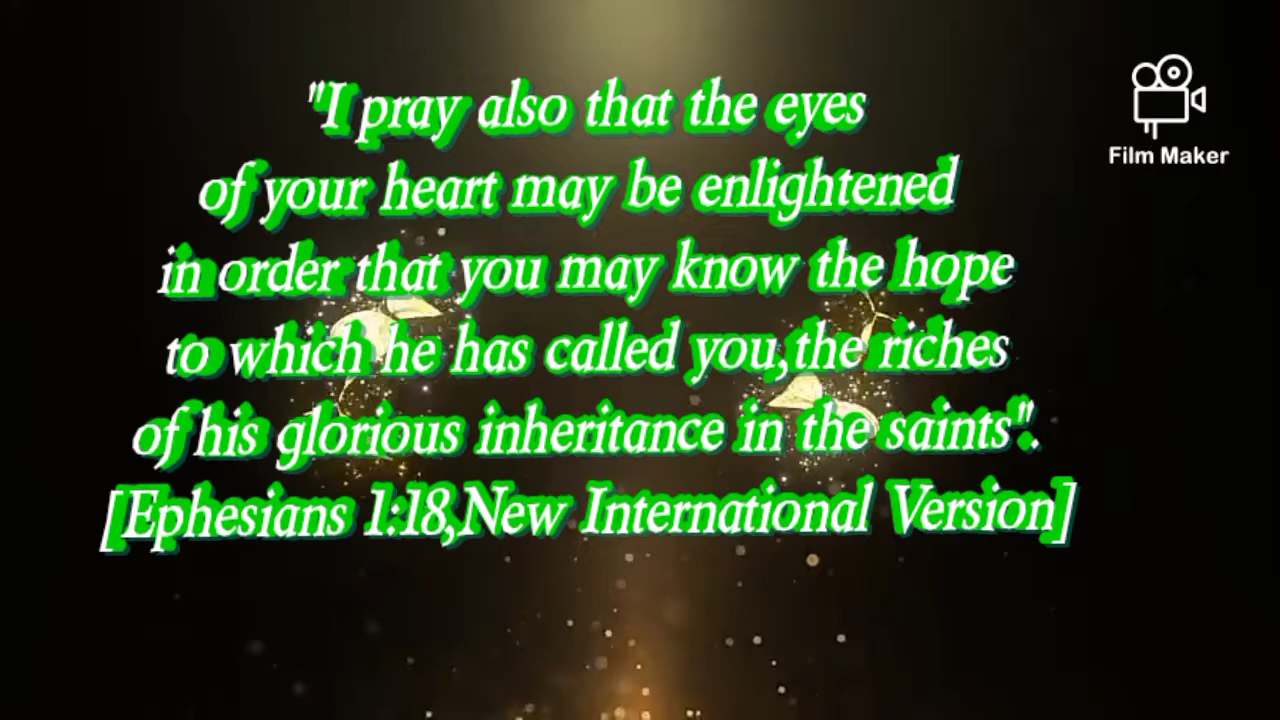 "I pray also that the eyes
of your heart may be enlightened
in order that you may know the hope
to which he has called you,the riches
of his glorious inheritance in the saints".
[Ephesians 1:18,New International Version]
Film Maker